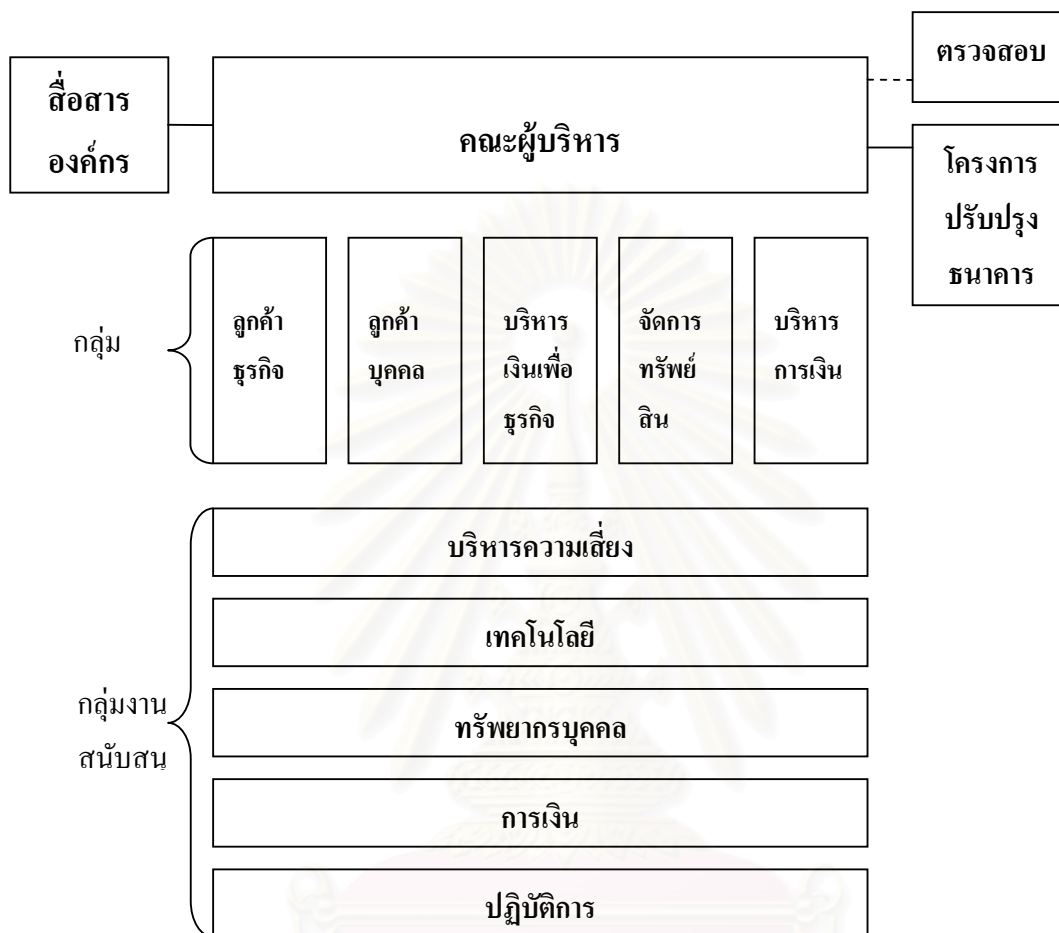 ตรวจสอบ
สื่อสาร
องค์กร
คณะผู้บริหาร
โครงการ
ปรับปรุง
ธนาคาร
กลุ่ม
ลูกค้า
ธุรกิจ
ลูกค้า
บุคคล
บริหาร
เงินเพื่อ
ธุรกิจ
จัดการ
ทรัพย์
สิน
บริหาร
การเงิน
กลุ่มงาน
สนับสน
บริหารความเสี่ยง
เทคโนโลยี
ทรัพยากรบุคคล
การเงิน
ปฏิบัติการ